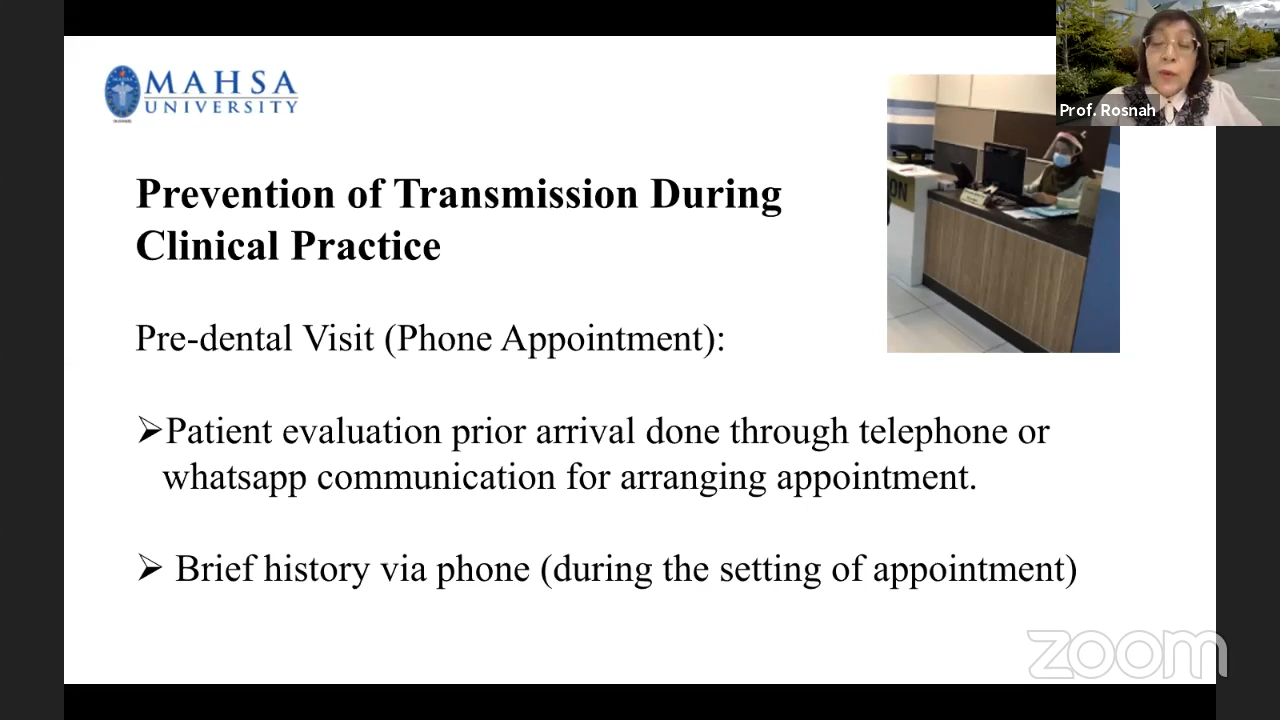 MAHSA
UNIVERSITY
Prof. Rosnah
Prevention of Transmission During
Clinical Practice
Pre-dental Visit (Phone Appointment):
➢Patient evaluation prior arrival done through telephone or
whatsapp communication for arranging appointment.
➢ Brief history via phone (during the setting of appointment)
zoom